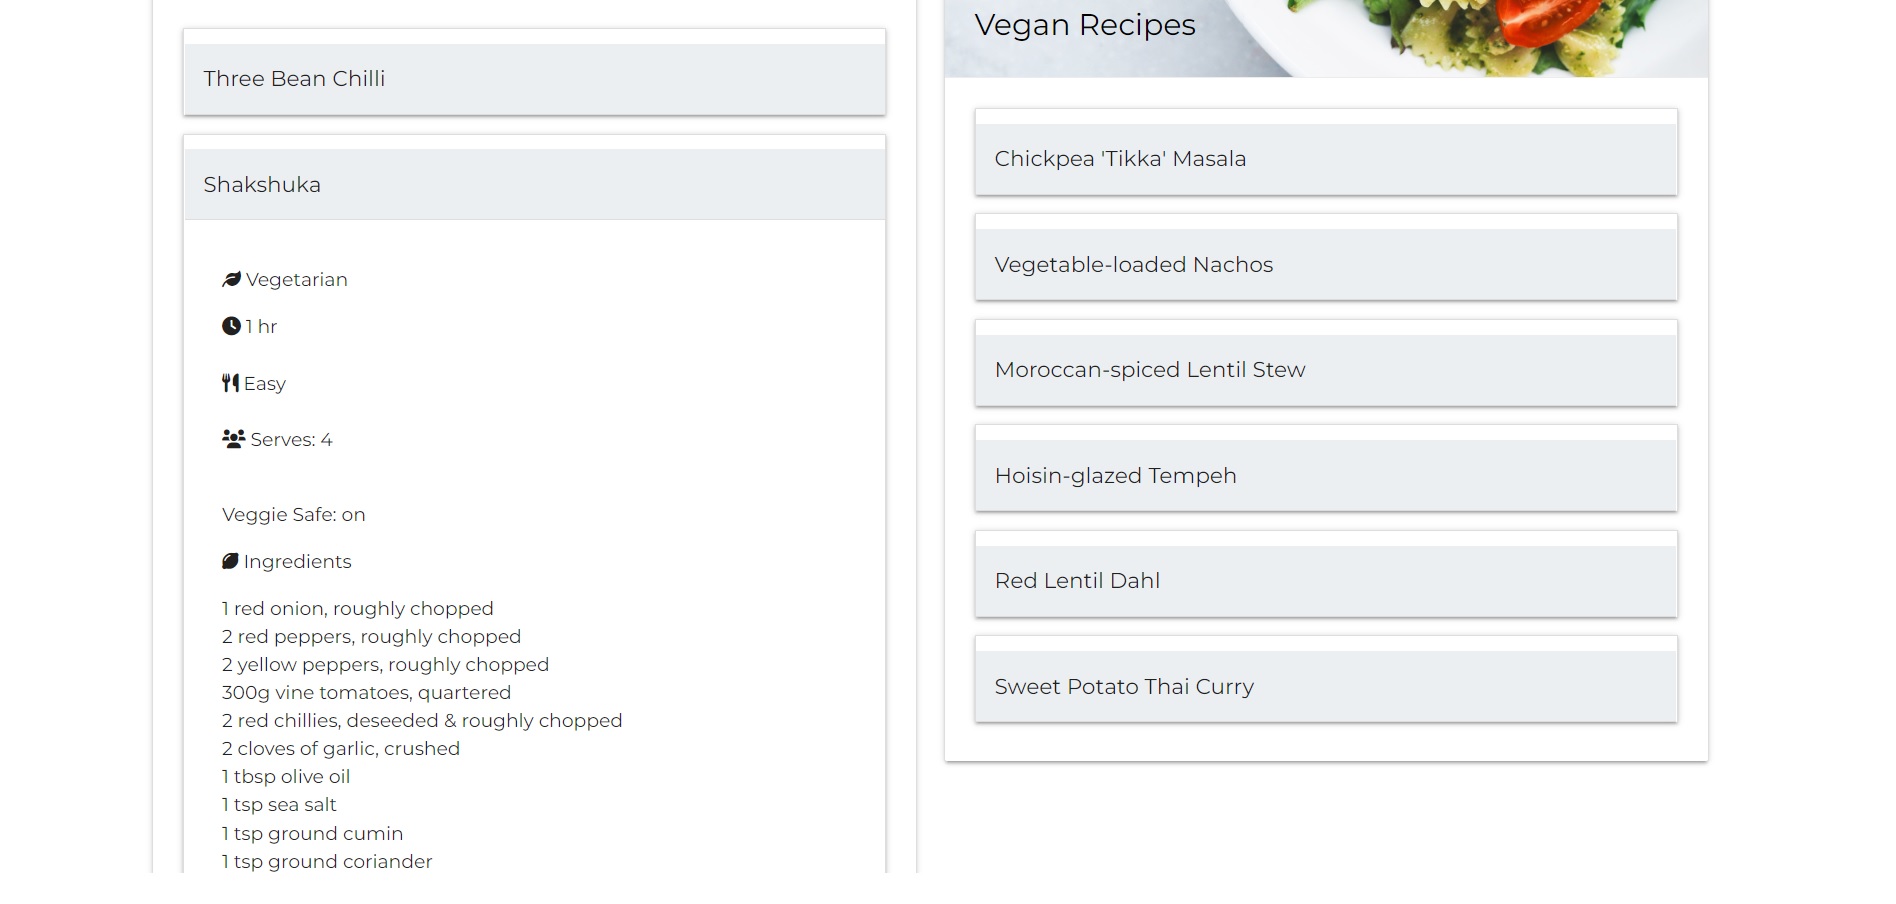 Three Bean Chilli
Shakshuka
Vegetarian
1 hr
Easy
Serves: 4
Veggie Safe: on
Ingredients
1 red onion, roughly chopped
2 red peppers, roughly chopped
2 yellow peppers, roughly chopped
300g vine tomatoes, quartered
2 red chillies, deseeded & roughly chopped
2 cloves of garlic, crushed
1 tbsp olive oil
1 tsp sea salt
1 tsp ground cumin
1 tsp ground coriander
Vegan Recipes
Chickpea 'Tikka' Masala
Vegetable-loaded Nachos
Moroccan-spiced Lentil Stew
Hoisin-glazed Tempeh
Red Lentil Dahl
Sweet Potato Thai Curry